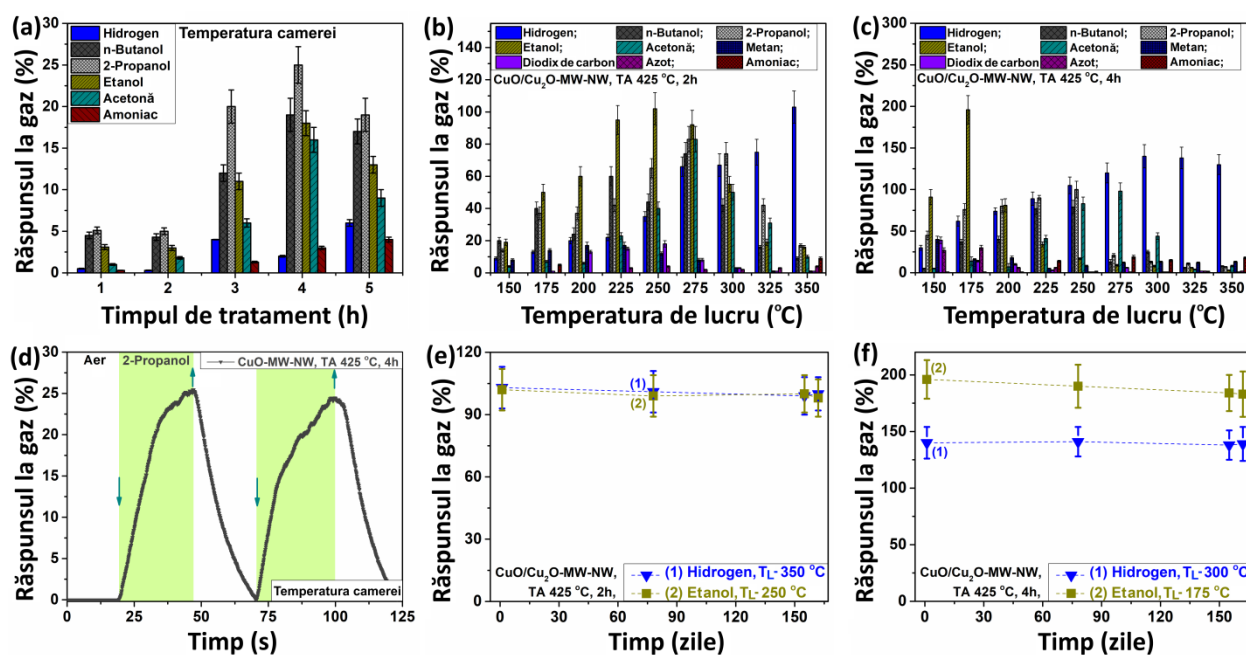 (a)
Temperatura camerei
Hidrogen
n-Butanol
2-Propanol
Etanol
Acetonă
Amoniac
Răspunsul la gaz (%)
30
25
20
15
10
5
0
1 2 3 4 5
Timpul de tratament (h)
(b)
Hidrogen; n-Butanol; 2-Propanol;
Etanol; Acetonă; Metan;
Diodix de carbon Azot; Amoniac;
CuO/Cu2O-MW-NW, TA 425 °C, 2h
Răspunsul la gaz (%)
140
120
100
80
60
40
20
0
150 175 200 225 250 275 300 325 350
Temperatura de lucru (°C)
(c)
Hidrogen; n-Butanol; 2-Propanol;
Etanol; Acetonă; Metan;
Diodix de carbon Azot; Amoniac;
CuO/Cu2O-MW-NW, TA 425 °C, 4h
Răspunsul la gaz (%)
400
300
250
200
150
100
50
0
150 175 200 225 250 275 300 325 350
Temperatura de lucru (°C)
(d)
Aer 2-Propanol CuO-MW-NW, TA 425 °C, 4h
Răspunsul la gaz (%)
30
25
20
15
10
5
0
Temperatura camerei
0 25 50 75 100 125
Timp (s)
(e)
Răspunsul la gaz (%)
120
90
60
30
0
(1)
(2)
CuO/Cu2O-MW-NW,
TA 425 °C, 2h,
(1) Hidrogen, TL- 350 °C
(2) Etanol, TL- 250 °C
0 30 60 90 120 150
Timp (zile)
(f)
Răspunsul la gaz (%)
200
150
100
50
0
(2)
(1)
CuO/Cu2O-MW-NW,
TA 425 °C, 4h,
(1) Hidrogen, TL- 300 °C
(2) Etanol, TL- 175 °C
0 30 60 90 120 150
Timp (zile)